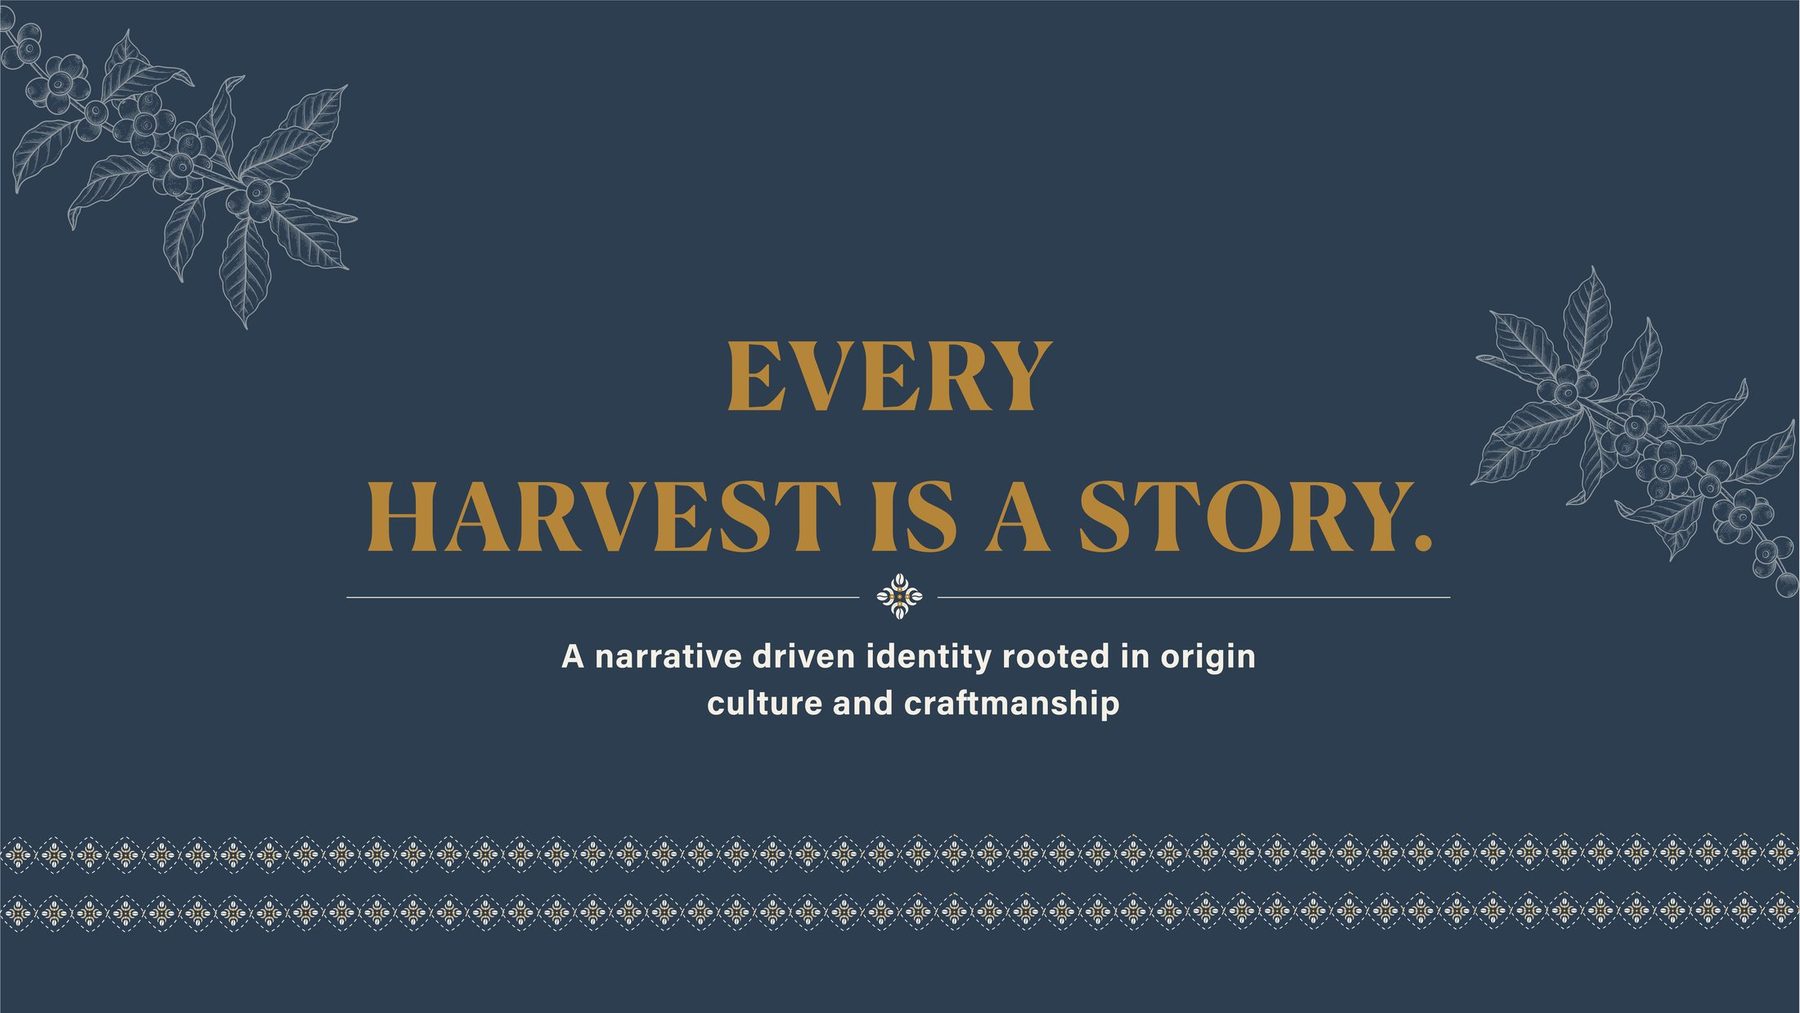 EVERY
HARVEST IS A STORY.
A narrative driven identity rooted in origin
culture and craftmanship